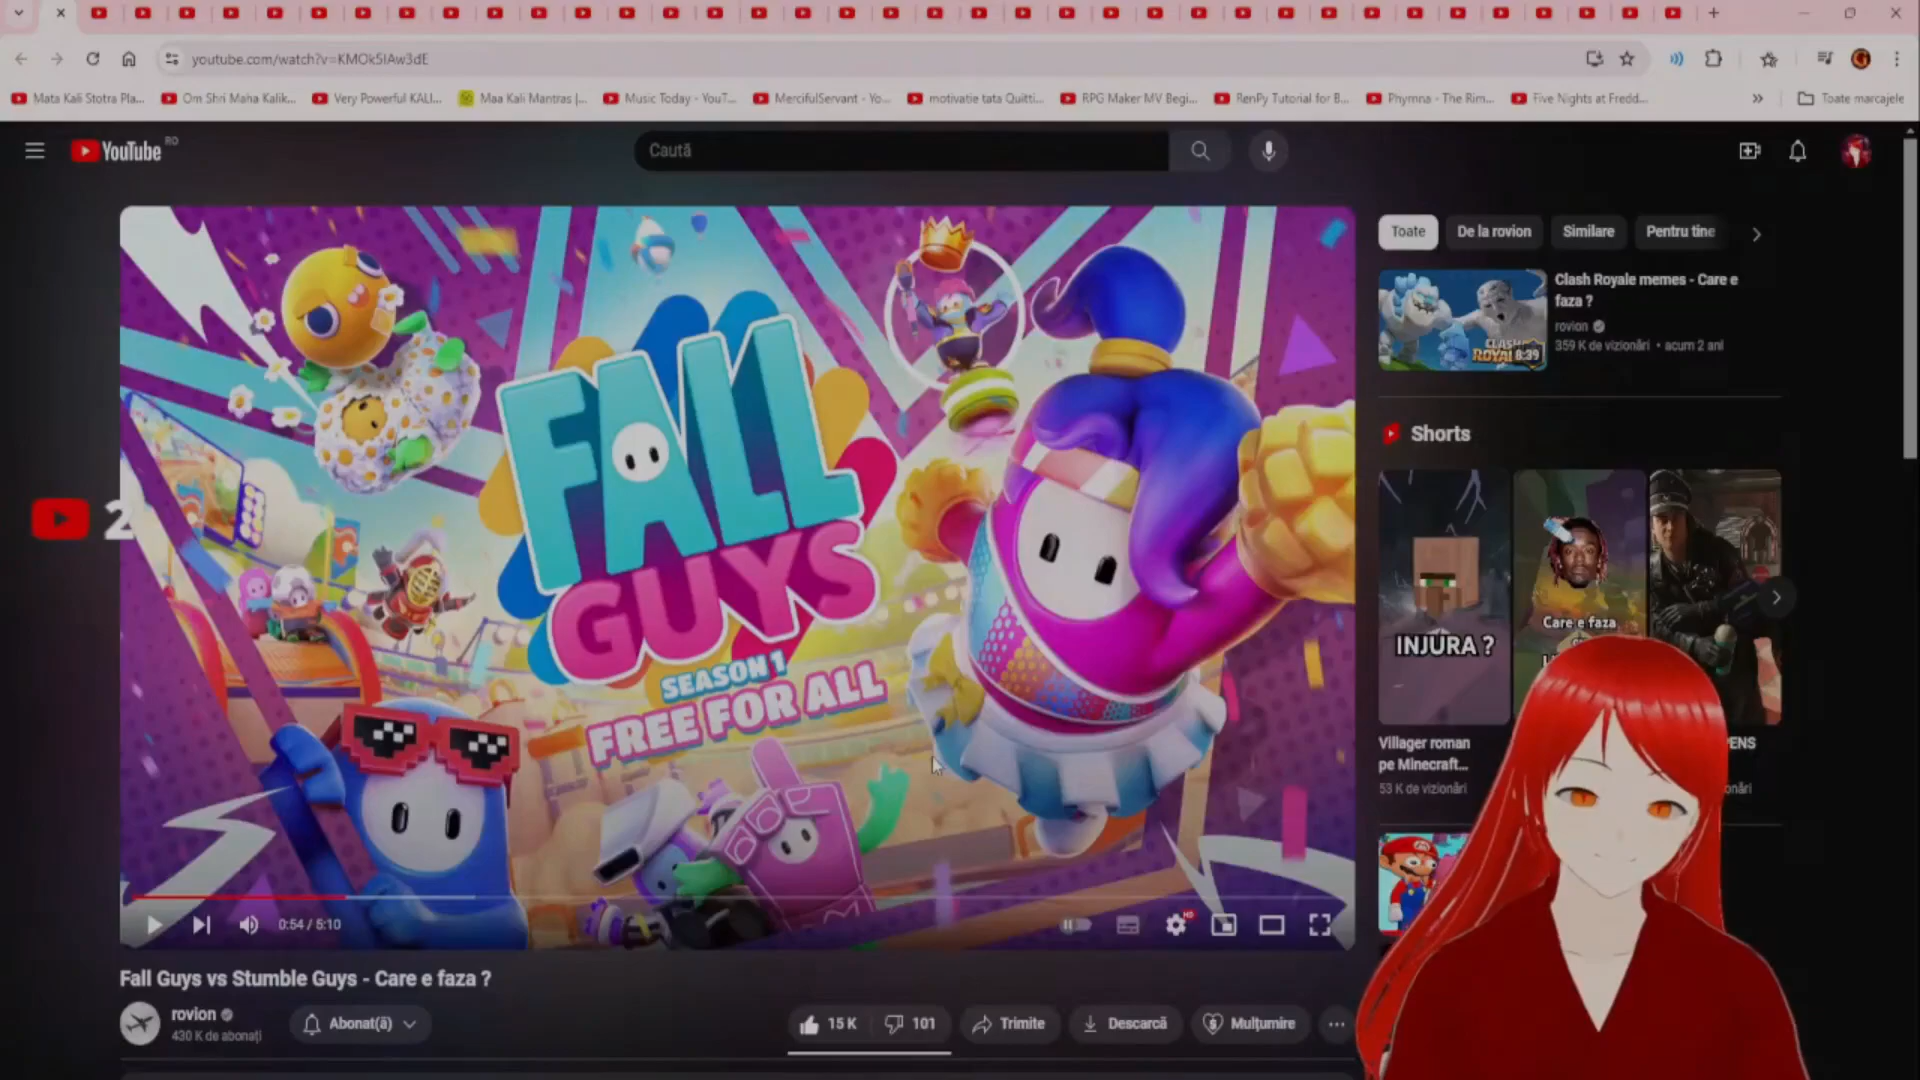 youtube.com/watch?v=KMOk5IAw3dE
Mata Kali Stotra Pla...
Om Shri Maha Kalik...
Very Powerful KALI...
Maa Kali Mantras |...
Music Today - YouT...
MercifulServant - Yo...
motivatie tata Quitti...
RPG Maker MV Begi...
RenPy Tutorial for B...
Phymna - The Rim...
Five Nights at Fredd...
Toate marcajele
YouTube RO
Caută
FALL
GUYS
SEASON 1
FREE FOR ALL
2
0:54 / 5:10
HD
Fall Guys vs Stumble Guys - Care e faza ?
rovion
430 K de abonați
Abonat(ă)
15 K
101
Trimite
Descarcă
Mulțumire
Toate
De la rovion
Similare
Pentru tine
Clash Royale memes - Care e
faza ?
rovion
359 K de vizionări • acum 2 ani
CLASH
ROYALE
8:39
Shorts
INJURA ?
Care e faza
Villager roman
pe Minecraft...
53 K de vizionări